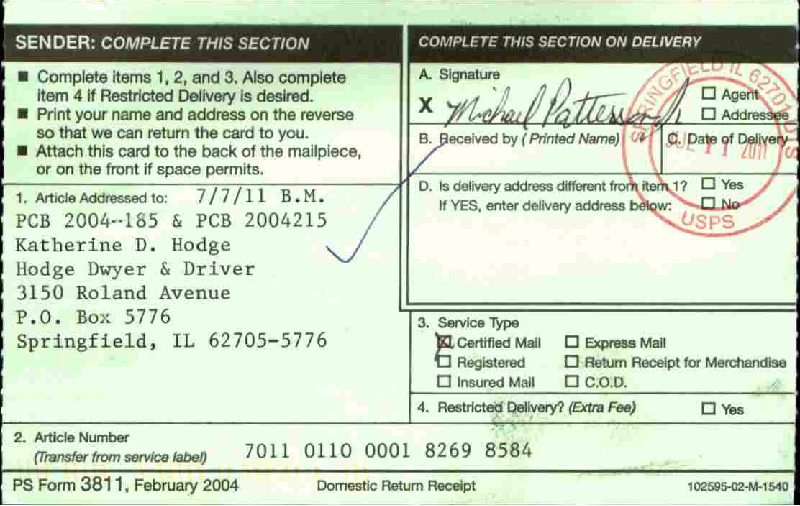 SENDER: COMPLETE THIS SECTION
■ Complete items 1, 2, and 3. Also complete
item 4 if Restricted Delivery is desired.
■ Print your name and address on the reverse
so that we can return the card to you.
■ Attach this card to the back of the mailpiece,
or on the front if space permits.
1. Article Addressed to: 7/7/11 B.M.
PCB 2004--185 & PCB 2004215
Katherine D. Hodge
Hodge Dwyer & Driver
3150 Roland Avenue
P.O. Box 5776
Springfield, IL 62705-5776
COMPLETE THIS SECTION ON DELIVERY
A. Signature
X Michael Patterson
☐ Agent
☐ Addressee
B. Received by (Printed Name)
C. Date of Delivery
SPRINGFIELD IL 62701
11 2011
USPS
D. Is delivery address different from item 1? ☐ Yes
If YES, enter delivery address below: ☐ No
3. Service Type
☒ Certified Mail ☐ Express Mail
☐ Registered ☐ Return Receipt for Merchandise
☐ Insured Mail ☐ C.O.D.
4. Restricted Delivery? (Extra Fee) ☐ Yes
2. Article Number
(Transfer from service label) 7011 0110 0001 8269 8584
PS Form 3811, February 2004 Domestic Return Receipt 102595-02-M-1540